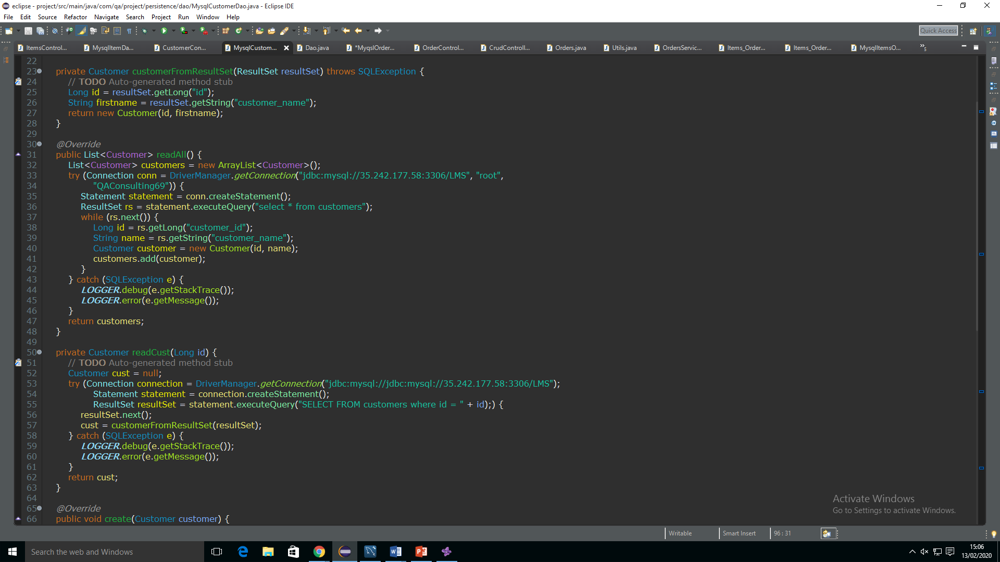 eclipse - project/src/main/java/com/qa/project/persistence/dao/MysqlCustomerDao.java - Eclipse IDE
File Edit Source Refactor Navigate Search Project Run Window Help
Quick Access
ItemsControl... MysqlItemDa... CustomerCon... MysqlCustom... Dao.java *MyqslOrder... OrderControl... CrudControll... Orders.java Utils.java OrdersServic... Items_Order... Items_Order... MysqlItemsO... »5
22
23 private Customer customerFromResultSet(ResultSet resultSet) throws SQLException {
24 // TODO Auto-generated method stub
25 Long id = resultSet.getLong("id");
26 String firstname = resultSet.getString("customer_name");
27 return new Customer(id, firstname);
28 }
29
30 @Override
31 public List<Customer> readAll() {
32 List<Customer> customers = new ArrayList<Customer>();
33 try (Connection conn = DriverManager.getConnection("jdbc:mysql://35.242.177.58:3306/LMS", "root",
34 "QAConsulting69")) {
35 Statement statement = conn.createStatement();
36 ResultSet rs = statement.executeQuery("select * from customers");
37 while (rs.next()) {
38 Long id = rs.getLong("customer_id");
39 String name = rs.getString("customer_name");
40 Customer customer = new Customer(id, name);
41 customers.add(customer);
42 }
43 } catch (SQLException e) {
44 LOGGER.debug(e.getStackTrace());
45 LOGGER.error(e.getMessage());
46 }
47 return customers;
48 }
49
50 private Customer readCust(Long id) {
51 // TODO Auto-generated method stub
52 Customer cust = null;
53 try (Connection connection = DriverManager.getConnection("jdbc:mysql://jdbc:mysql://35.242.177.58:3306/LMS");
54 Statement statement = connection.createStatement();
55 ResultSet resultSet = statement.executeQuery("SELECT FROM customers where id = " + id);) {
56 resultSet.next();
57 cust = customerFromResultSet(resultSet);
58 } catch (SQLException e) {
59 LOGGER.debug(e.getStackTrace());
60 LOGGER.error(e.getMessage());
61 }
62 return cust;
63 }
64
65 @Override
66 public void create(Customer customer) {
Activate Windows
Go to Settings to activate Windows.
Writable Smart Insert 96 : 31
Search the web and Windows
15:06
13/02/2020